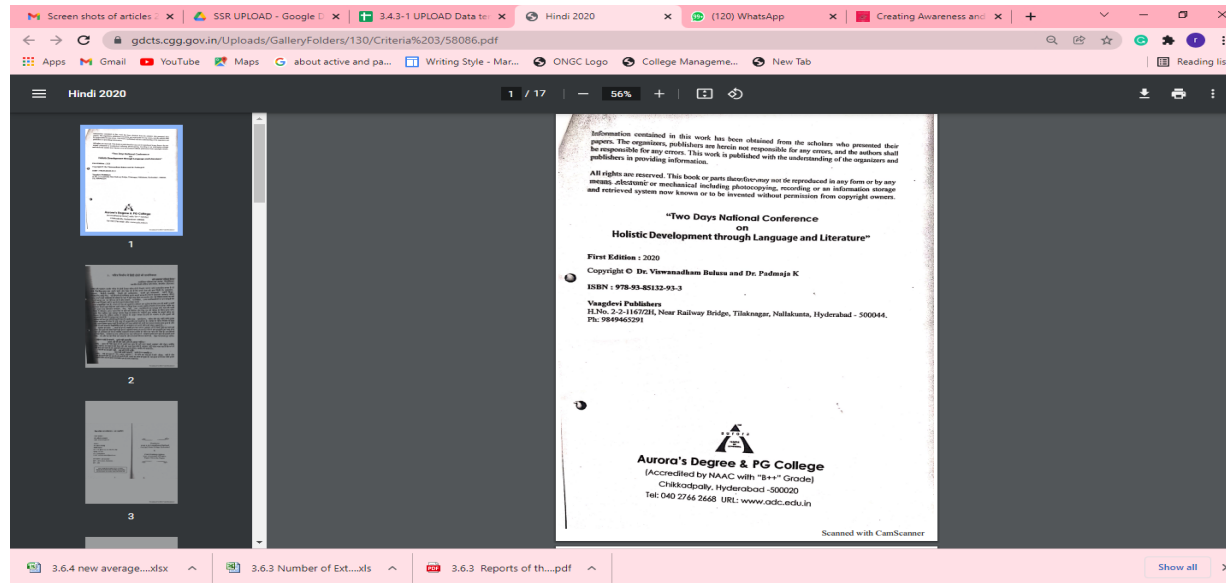 Screen shots of articles 2
SSR UPLOAD - Google D
3.4.3-1 UPLOAD Data te
Hindi 2020
(120) WhatsApp
Creating Awareness and
gdcts.cgg.gov.in/Uploads/GalleryFolders/130/Criteria%203/58086.pdf
Apps
Gmail
YouTube
Maps
about active and pa...
Writing Style - Mar...
ONGC Logo
College Manageme...
New Tab
Reading lis
Hindi 2020
1 / 17
56%
Information contained in this work has been obtained from the scholars who presented their
papers. The organizers, publishers are herein not responsible for any errors, and the authors shall
be responsible for any errors. This work is published with the understanding of the organizers and
publishers in providing information.
All rights are reserved. This book or parts therefore may not be reproduced in any form or by any
means, electronic or mechanical including photocopying, recording or an information storage
and retrieved system now known or to be invented without permission from copyright owners.
"Two Days National Conference
on
Holistic Development through Language and Literature"
First Edition : 2020
Copyright © Dr. Viswanadham Bulusu and Dr. Padmaja K
ISBN : 978-93-85132-93-3
Vaagdevi Publishers
H.No. 2-2-1167/2H, Near Railway Bridge, Tilaknagar, Nallakunta, Hyderabad - 500044.
Ph: 9849465291
aurora
Aurora's Degree & PG College
(Accredited by NAAC with "B++" Grade)
Chikkadpally, Hyderabad -500020
Tel: 040 2766 2668 URL: www.adc.edu.in
Scanned with CamScanner
1
2
3
3.6.4 new average....xlsx
3.6.3 Number of Ext....xls
3.6.3 Reports of th....pdf
Show all